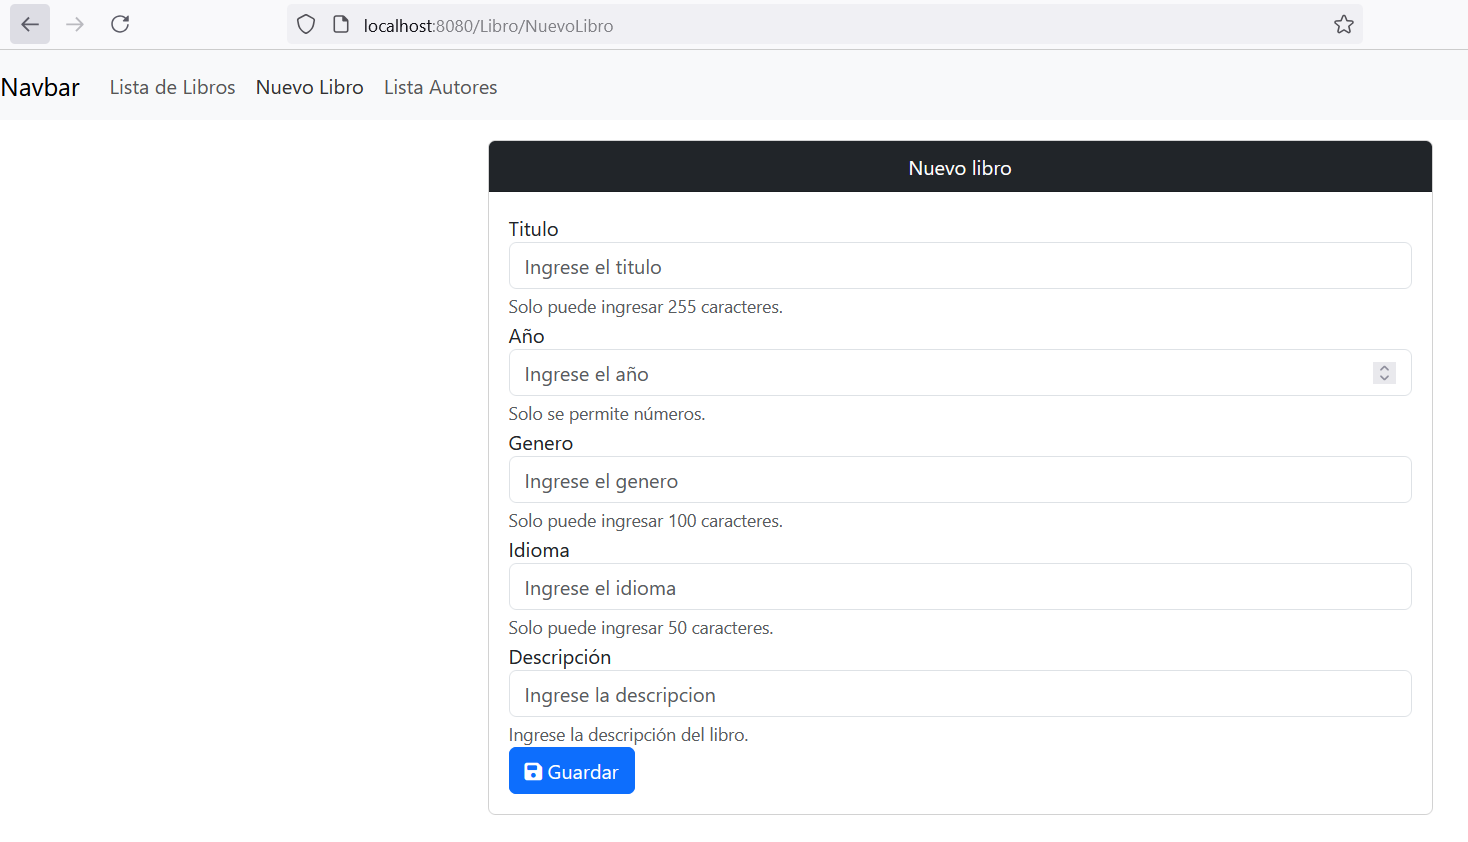 localhost:8080/Libro/NuevoLibro
Navbar Lista de Libros Nuevo Libro Lista Autores
Nuevo libro
Titulo
Ingrese el titulo
Solo puede ingresar 255 caracteres.
Año
Ingrese el año
Solo se permite números.
Genero
Ingrese el genero
Solo puede ingresar 100 caracteres.
Idioma
Ingrese el idioma
Solo puede ingresar 50 caracteres.
Descripción
Ingrese la descripcion
Ingrese la descripción del libro.
Guardar